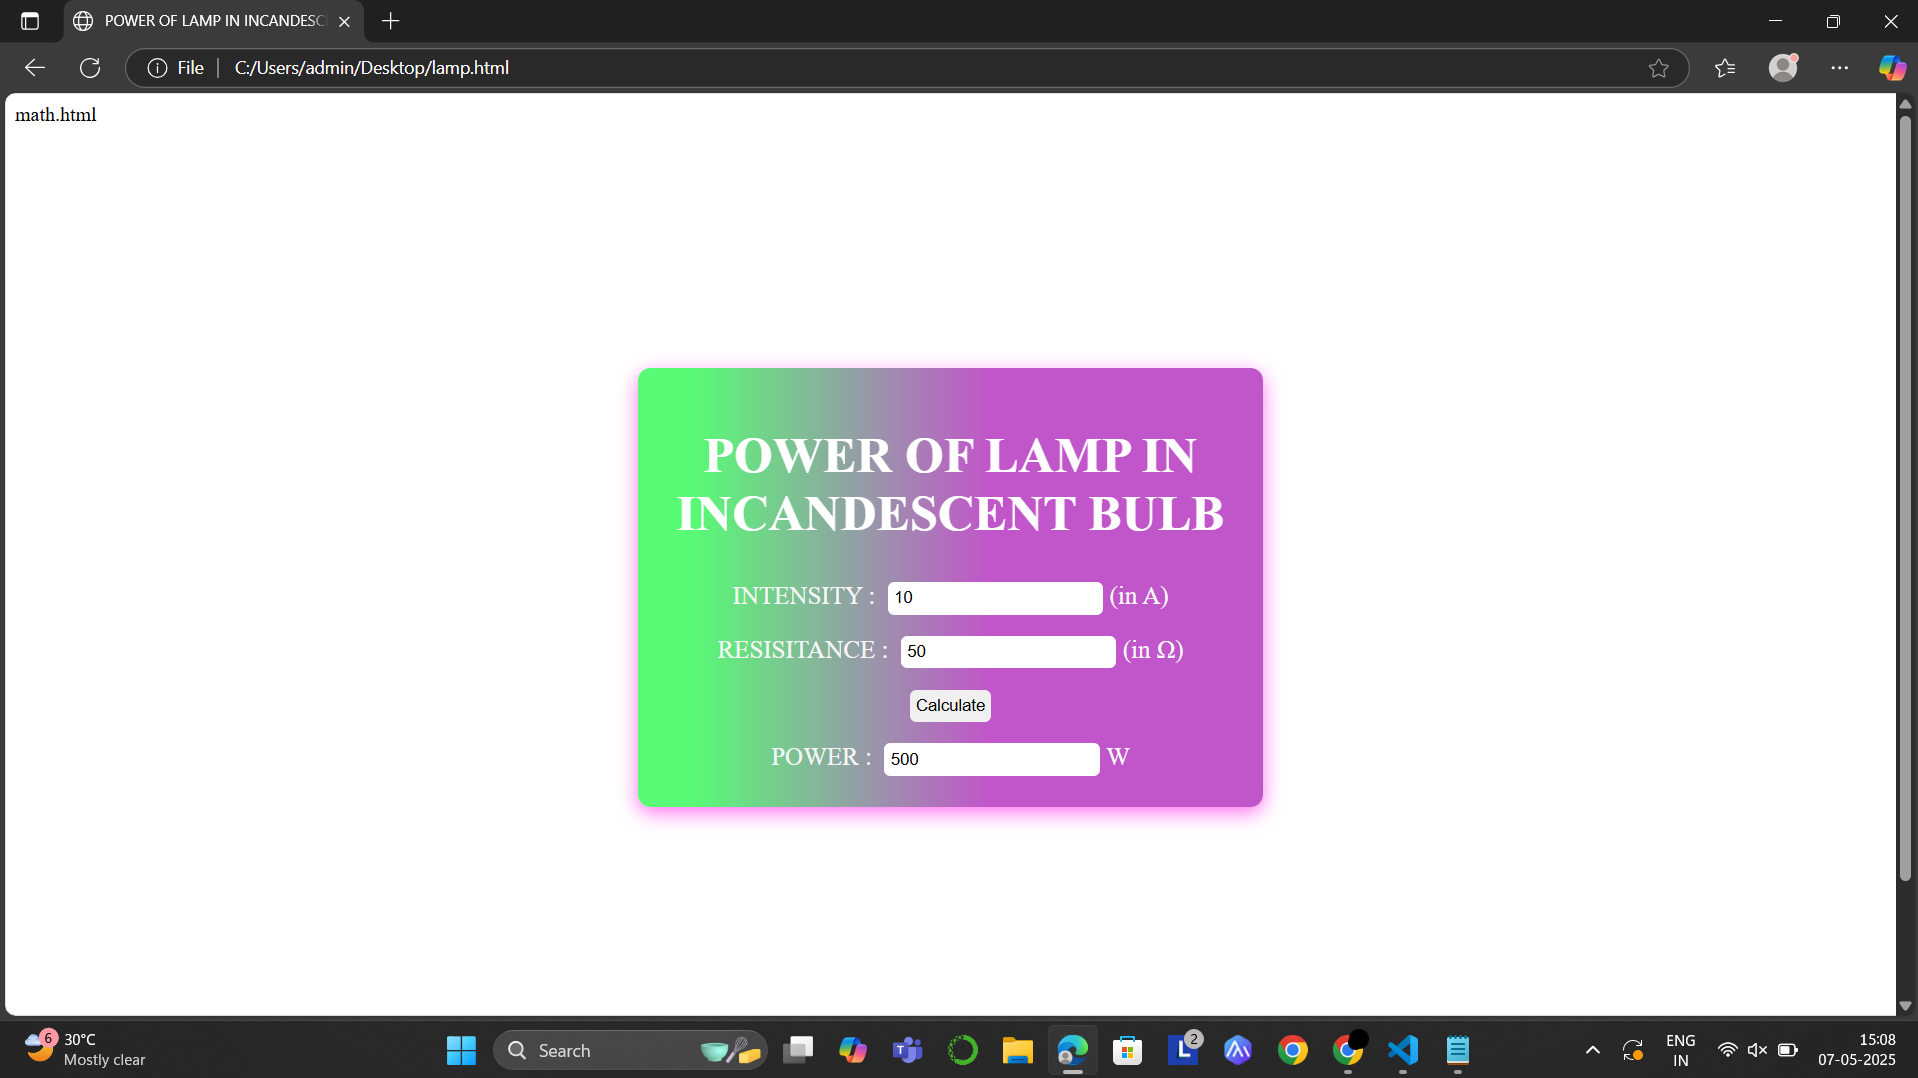 POWER OF LAMP IN INCANDESC
File
C:/Users/admin/Desktop/lamp.html
math.html
POWER OF LAMP IN
INCANDESCENT BULB
INTENSITY : 10 (in A)
RESISITANCE : 50 (in Ω)
Calculate
POWER : 500 W
6
30°C
Mostly clear
Search
T
L
2
ENG
IN
15:08
07-05-2025